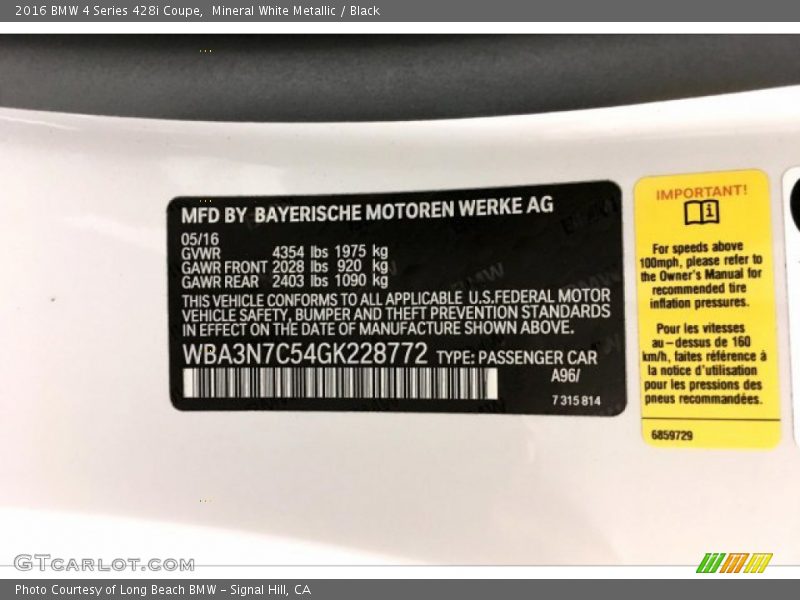 2016 BMW 4 Series 428i Coupe,  Mineral White Metallic / Black
MFD BY BAYERISCHE MOTOREN WERKE AG
05/16
GVWR 4354 lbs 1975 kg
GAWR FRONT 2028 lbs 920 kg
GAWR REAR 2403 lbs 1090 kg
THIS VEHICLE CONFORMS TO ALL APPLICABLE U.S.FEDERAL MOTOR
VEHICLE SAFETY, BUMPER AND THEFT PREVENTION STANDARDS
IN EFFECT ON THE DATE OF MANUFACTURE SHOWN ABOVE.
WBA3N7C54GK228772 TYPE: PASSENGER CAR
A96/
7 315 814
IMPORTANT!
For speeds above
100mph, please refer to
the Owner's Manual for
recommended tire
inflation pressures.
Pour les vitesses
au-dessus de 160
km/h, faites référence à
la notice d'utilisation
pour les pressions des
pneus recommandées.
6859729
GTCARLOT.COM
Photo Courtesy of Long Beach BMW - Signal Hill, CA